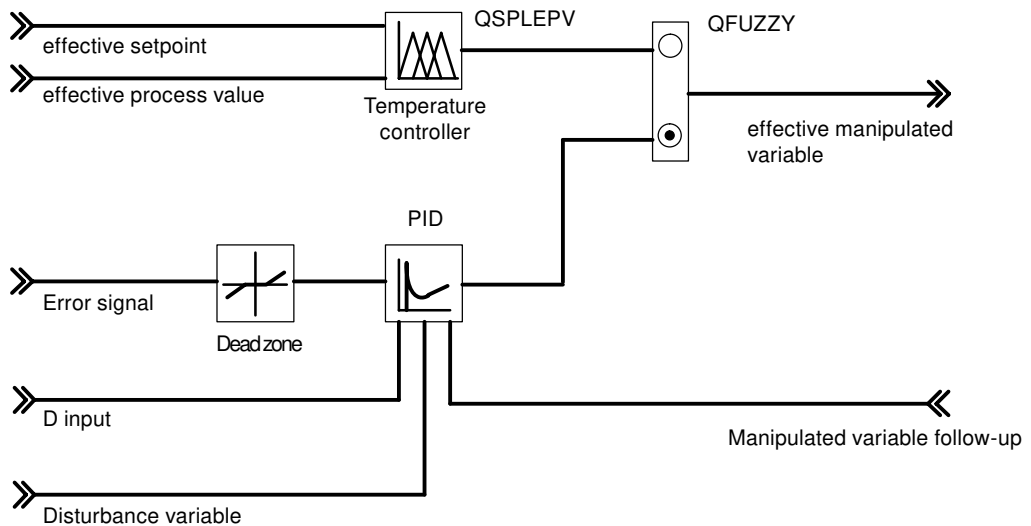 QSPLEPV
QFUZZY
effective setpoint
effective process value
Temperature
controller
effective manipulated
variable
PID
Error signal
Dead zone
D input
Manipulated variable follow-up
Disturbance variable